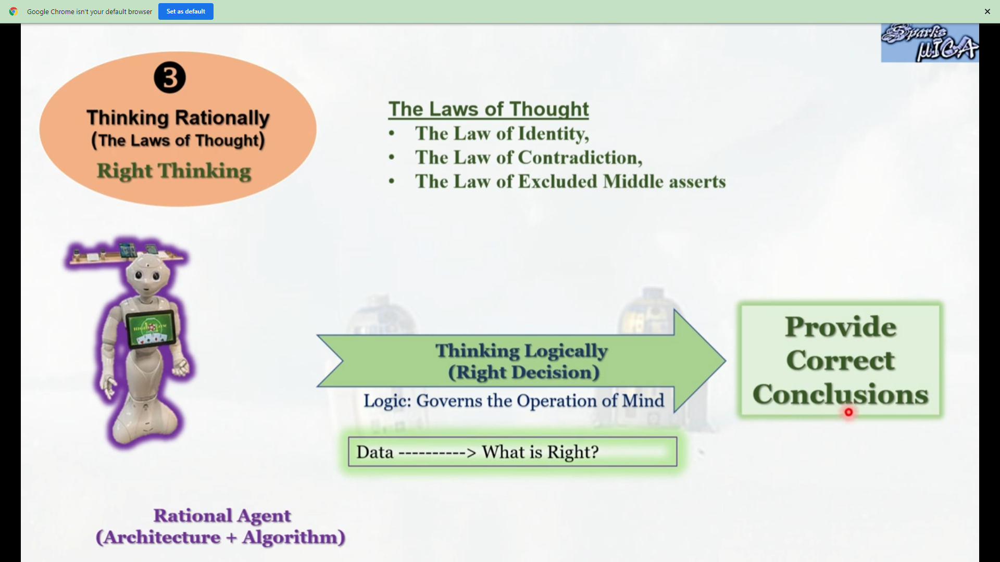 Google Chrome isn't your default browser
Set as default
Sparks
μICA
3
Thinking Rationally
(The Laws of Thought)
Right Thinking
The Laws of Thought
• The Law of Identity,
• The Law of Contradiction,
• The Law of Excluded Middle asserts
Thinking Logically
(Right Decision)
Logic: Governs the Operation of Mind
Data ----------> What is Right?
Provide
Correct
Conclusions
Rational Agent
(Architecture + Algorithm)